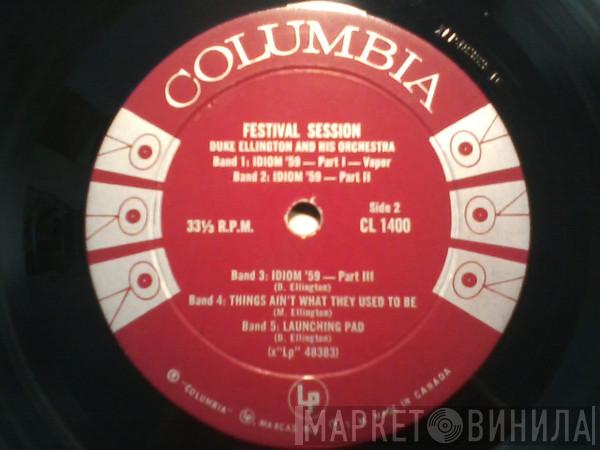 COLUMBIA
FESTIVAL SESSION
DUKE ELLINGTON AND HIS ORCHESTRA
Band 1: IDIOM '59 — Part I — Vapor
Band 2: IDIOM '59 — Part II
Side 2
33⅓ R.P.M.
CL 1400
Band 3: IDIOM '59 — Part III
(D. Ellington)
Band 4: THINGS AIN'T WHAT THEY USED TO BE
(M. Ellington)
Band 5: LAUNCHING PAD
(D. Ellington)
(x"Lp" 48383)
Lp
® "COLUMBIA" MARCAS IN CANADA
МАРКЕТ ВИНИЛА